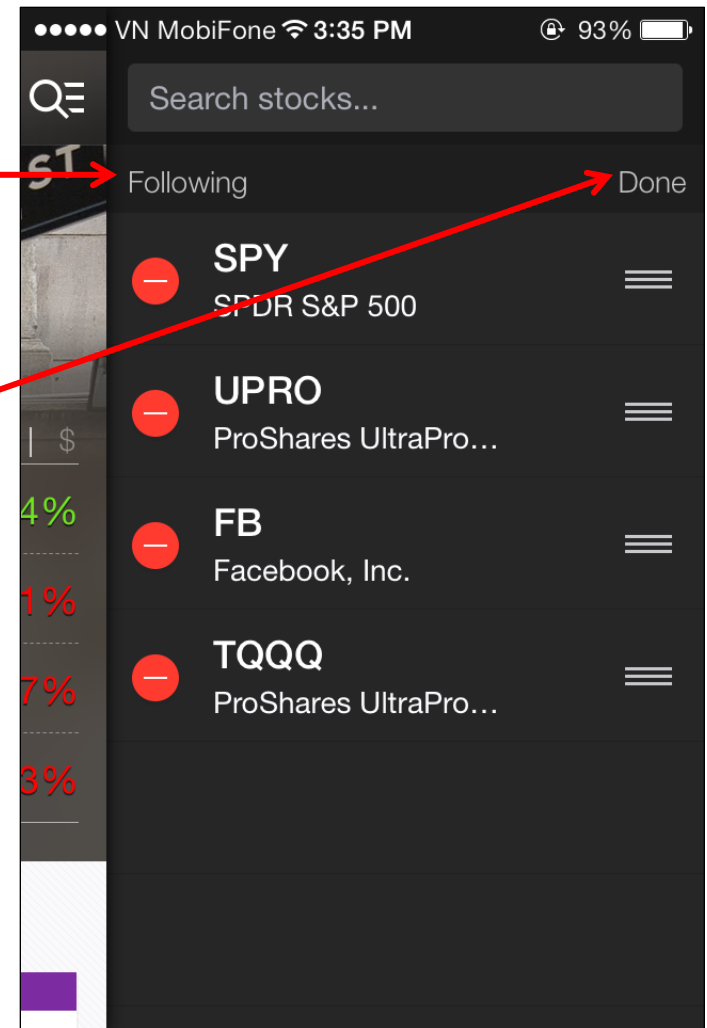 VN MobiFone 3:35 PM 93%
Search stocks...
ST
Following Done
SPY
SPDR S&P 500
UPRO
ProShares UltraPro...
| $
4%
FB
Facebook, Inc.
1%
TQQQ
ProShares UltraPro...
7%
3%